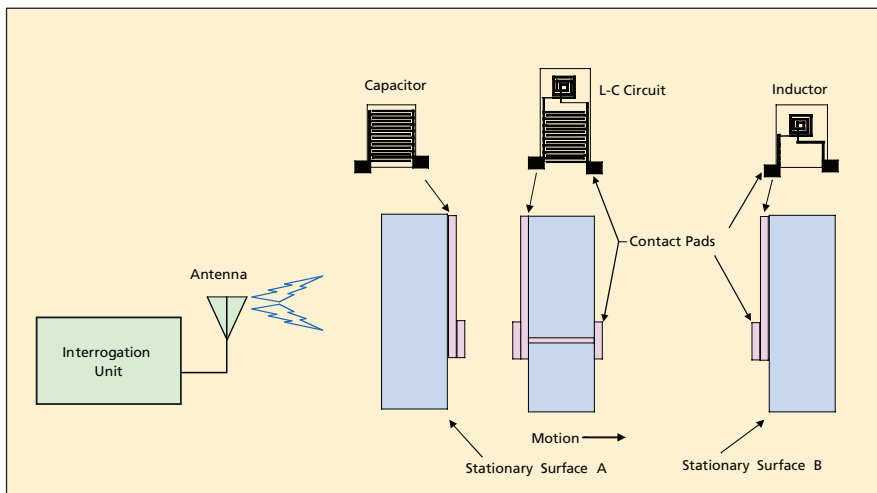 Capacitor
L-C Circuit
Inductor
Contact Pads
Antenna
Interrogation
Unit
Motion
Stationary Surface A
Stationary Surface B